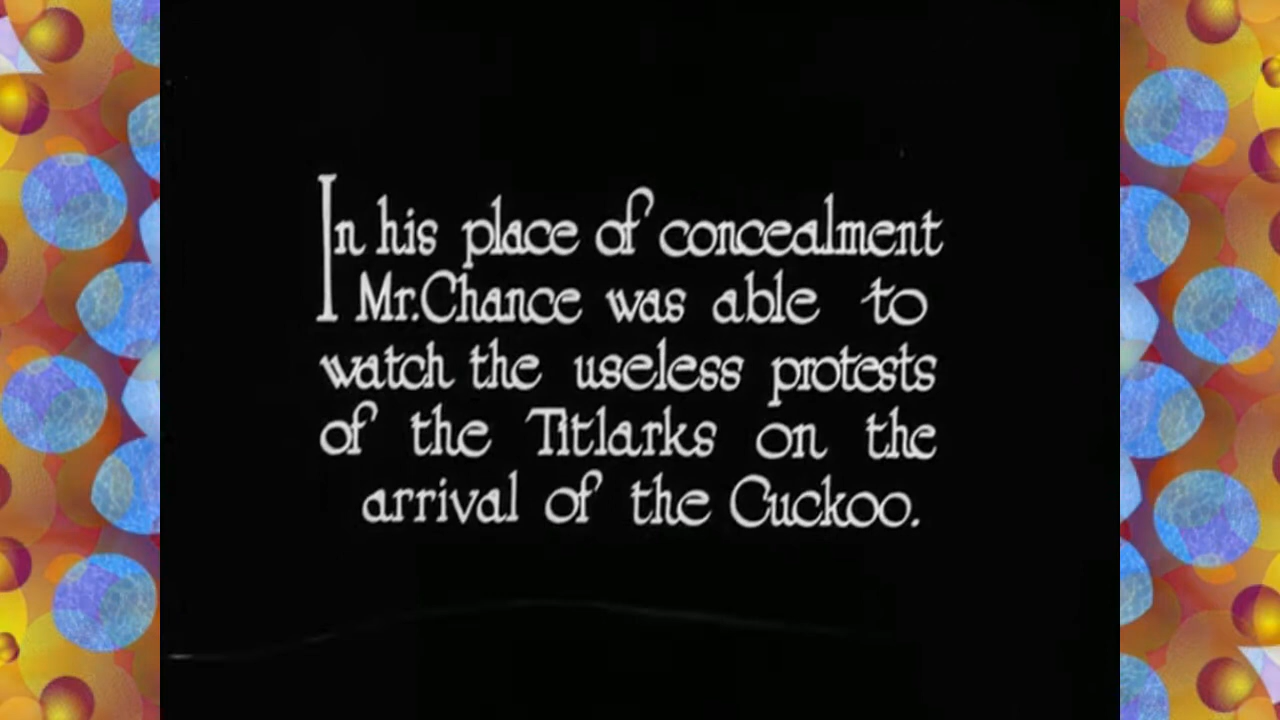 In his place of concealment
Mr. Chance was able to
watch the useless protests
of the Titlarks on the
arrival of the Cuckoo.